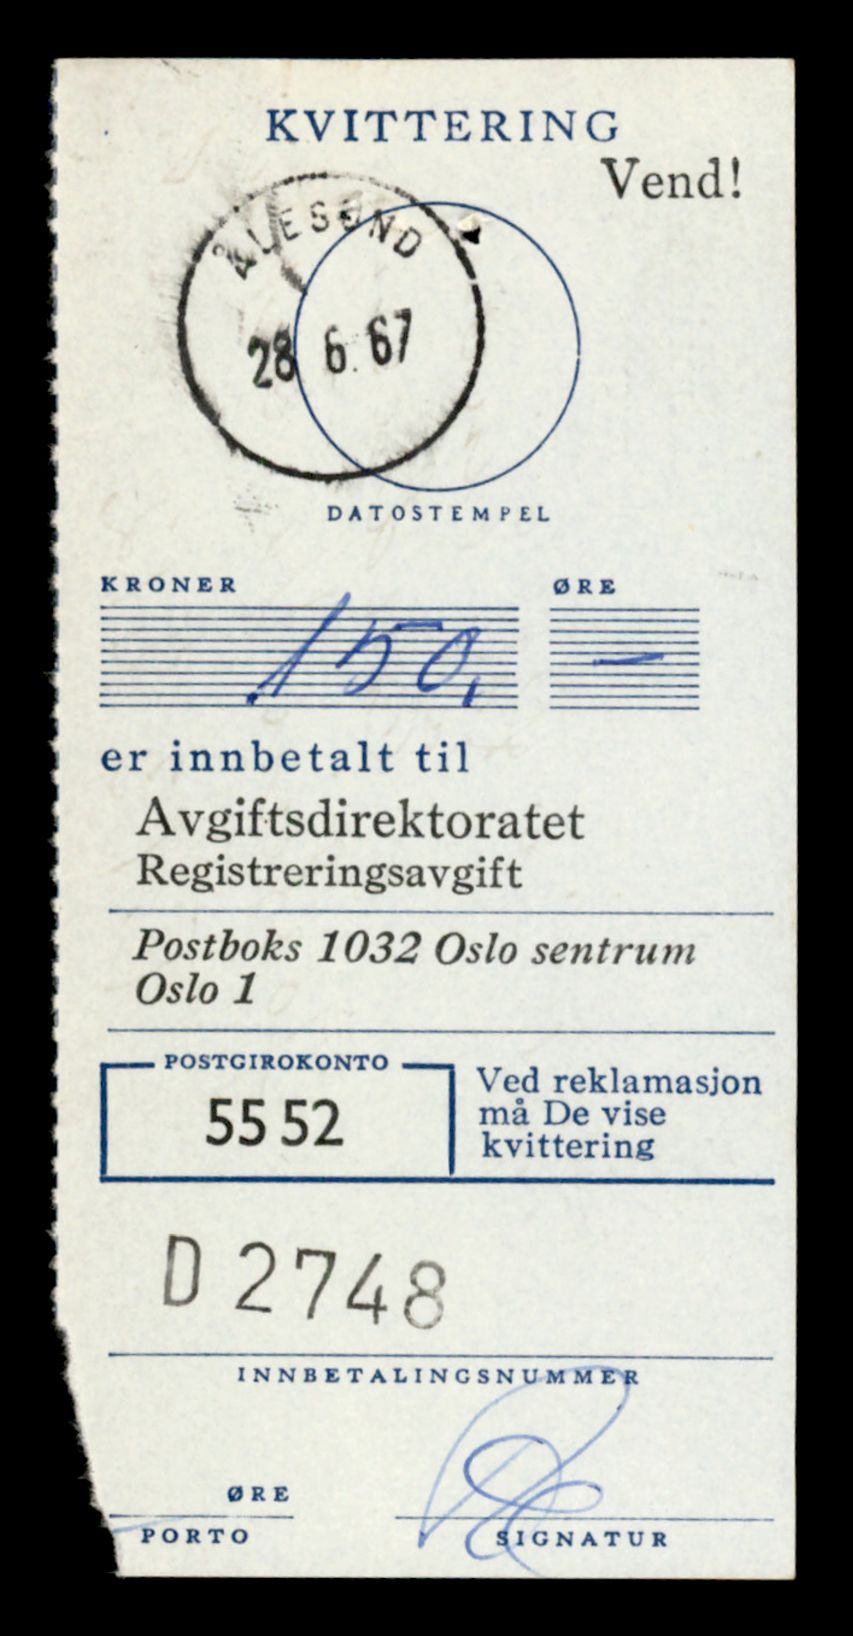 KVITTERING
Vend!
ÅLESUND
28 6. 67
DATOSTEMPEL
KRONER ØRE
150, —
er innbetalt til
Avgiftsdirektoratet
Registreringsavgift
Postboks 1032 Oslo sentrum
Oslo 1
POSTGIROKONTO
55 52
Ved reklamasjon
må De vise
kvittering
D 2748
INNBETALINGSNUMMER
ØRE
PORTO
SIGNATUR